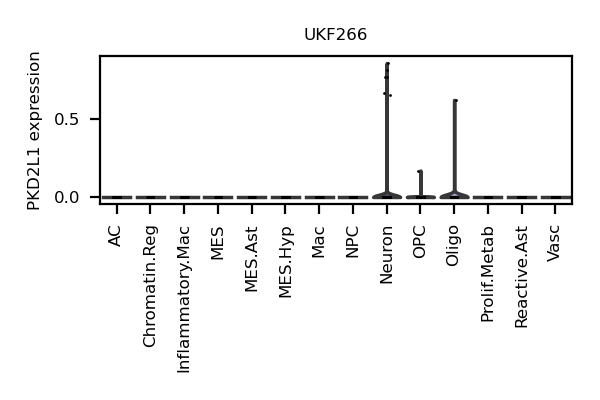 UKF266
PKD2L1 expression
0.5
0.0
AC
Chromatin.Reg
Inflammatory.Mac
MES
MES.Ast
MES.Hyp
Mac
NPC
Neuron
OPC
Oligo
Prolif.Metab
Reactive.Ast
Vasc